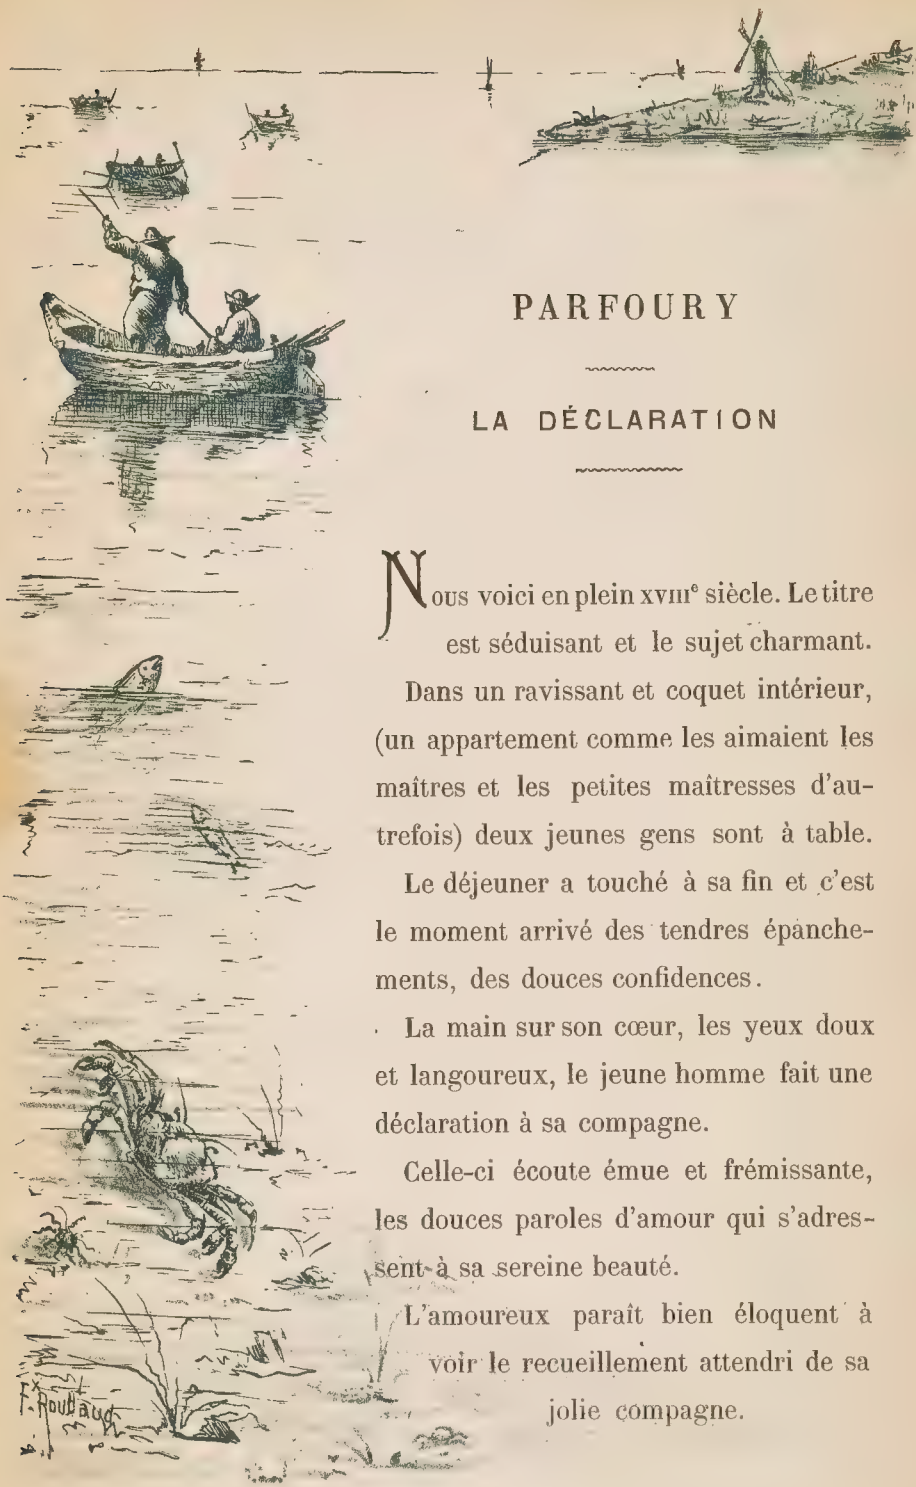 PARFOURY
LA DÉCLARATION
Nous voici en plein XVIIIe siècle. Le titre
est séduisant et le sujet charmant.
Dans un ravissant et coquet intérieur,
(un appartement comme les aimaient les
maîtres et les petites maîtresses d'au-
trefois) deux jeunes gens sont à table.
Le déjeuner a touché à sa fin et c'est
le moment arrivé des tendres épanche-
ments, des douces confidences.
La main sur son cœur, les yeux doux
et langoureux, le jeune homme fait une
déclaration à sa compagne.
Celle-ci écoute émue et frémissante,
les douces paroles d'amour qui s'adres-
sent à sa sereine beauté.
L'amoureux paraît bien éloquent à
voir le recueillement attendri de sa
jolie compagne.
Fx Roubaud